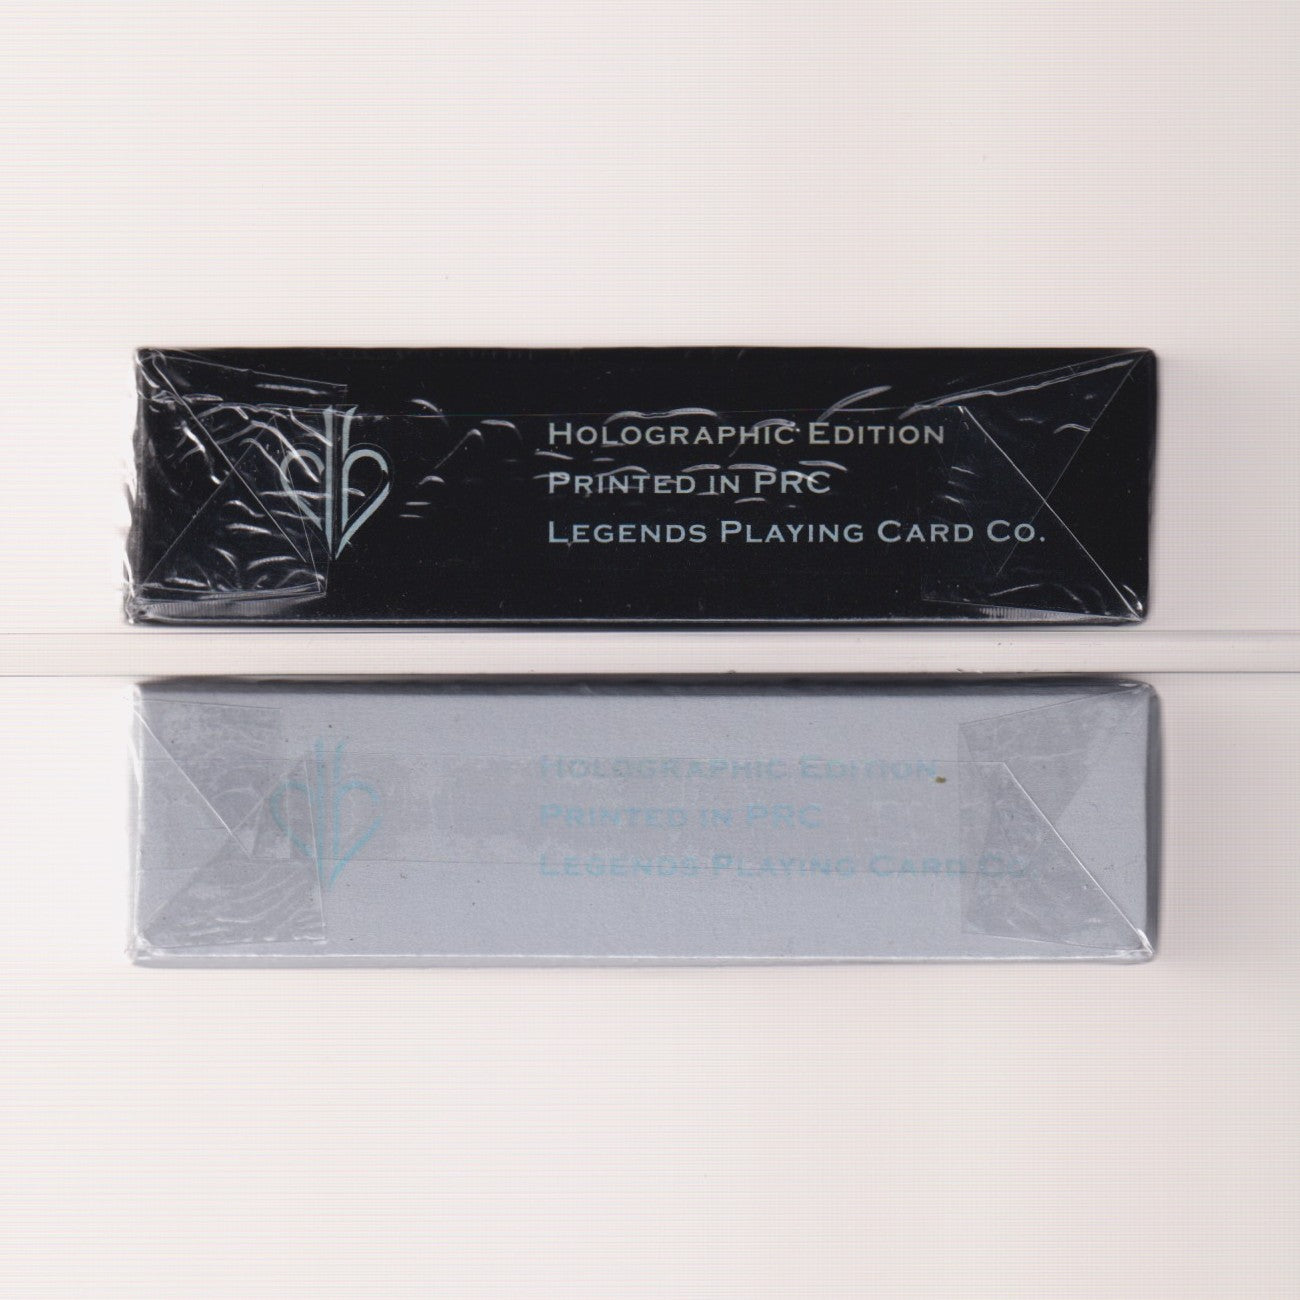 Holographic Edition
Printed in PRC
Legends Playing Card Co.
Holographic Edition
Printed in PRC
Legends Playing Card Co.